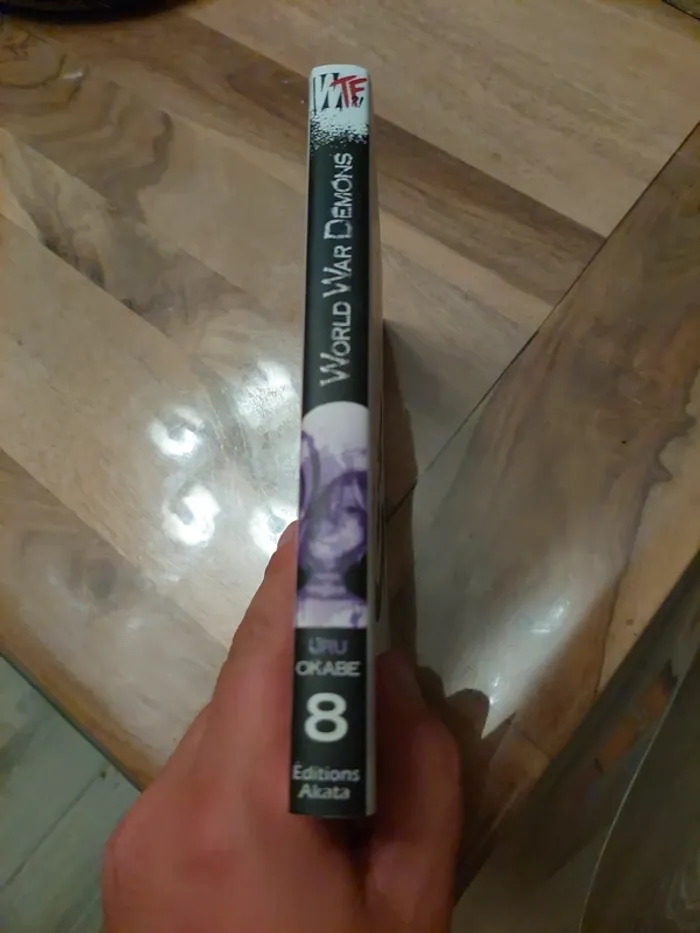 WTF?!
WORLD WAR DEMONS
URU
OKABE
8
Éditions
Akata